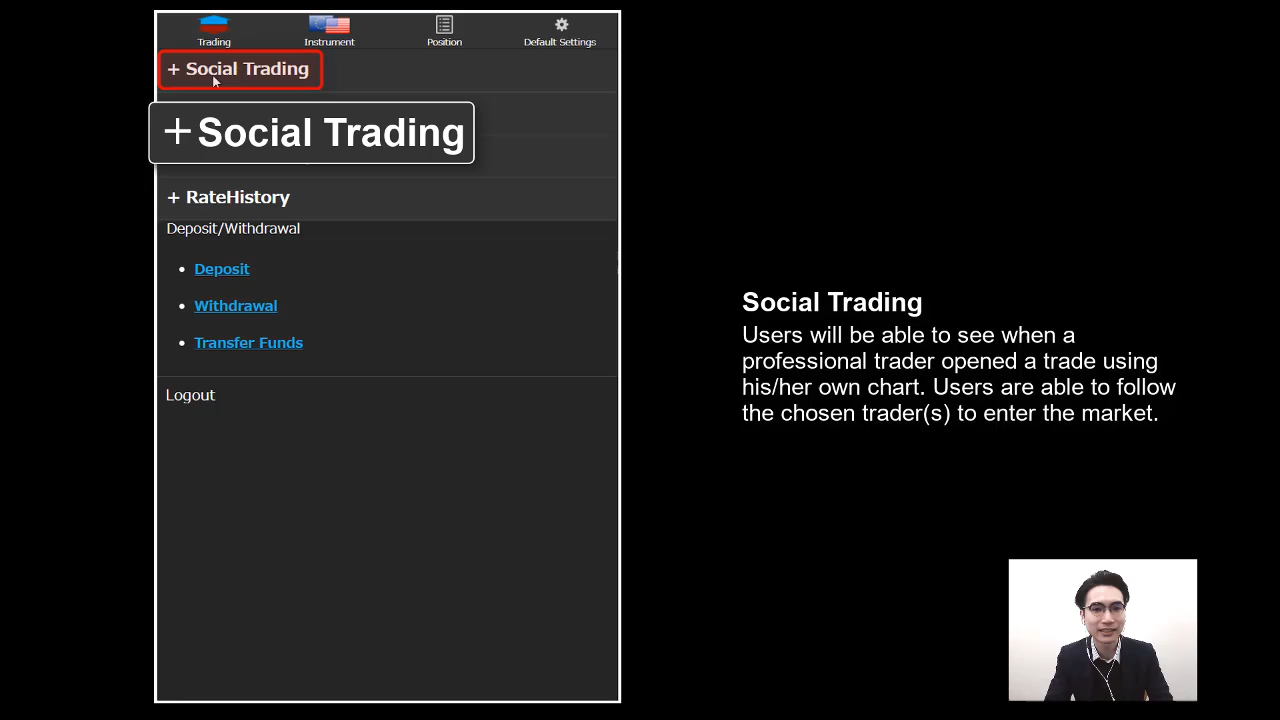 Trading
Instrument
Position
Default Settings
+ Social Trading
+Social Trading
+ RateHistory
Deposit/Withdrawal
• Deposit
• Withdrawal
• Transfer Funds
Logout
Social Trading
Users will be able to see when a
professional trader opened a trade using
his/her own chart. Users are able to follow
the chosen trader(s) to enter the market.